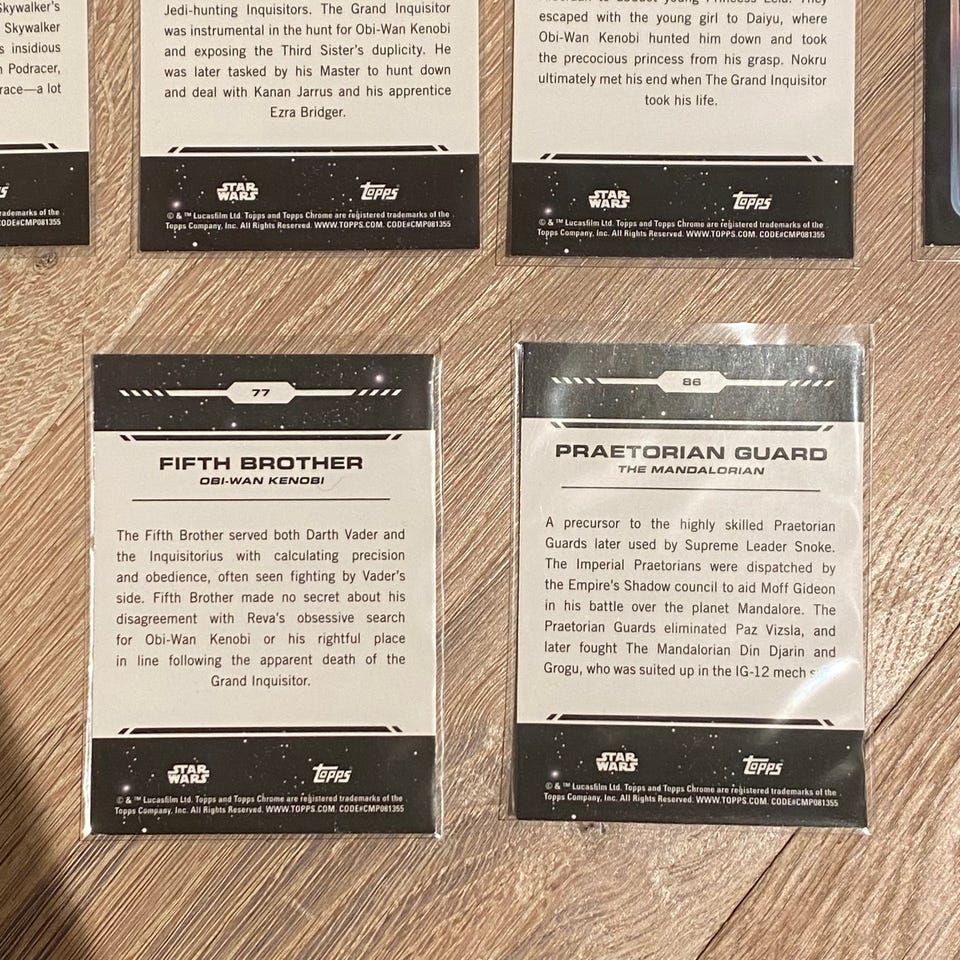 Skywalker's
Skywalker
insidious
Podracer,
race—a lot
CODE#CMP081355
Jedi-hunting Inquisitors. The Grand Inquisitor
was instrumental in the hunt for Obi-Wan Kenobi
and exposing the Third Sister's duplicity. He
was later tasked by his Master to hunt down
and deal with Kanan Jarrus and his apprentice
Ezra Bridger.
STAR WARS
Topps
© & ™ Lucasfilm Ltd. Topps and Topps Chrome are registered trademarks of the
Topps Company, Inc. All Rights Reserved. WWW.TOPPS.COM. CODE#CMP081355
escaped with the young girl to Daiyu, where
Obi-Wan Kenobi hunted him down and took
the precocious princess from his grasp. Nokru
ultimately met his end when The Grand Inquisitor
took his life.
STAR WARS
Topps
© & ™ Lucasfilm Ltd. Topps and Topps Chrome are registered trademarks of the
Topps Company, Inc. All Rights Reserved. WWW.TOPPS.COM. CODE#CMP081355
77
FIFTH BROTHER
OBI-WAN KENOBI
The Fifth Brother served both Darth Vader and
the Inquisitorius with calculating precision
and obedience, often seen fighting by Vader's
side. Fifth Brother made no secret about his
disagreement with Reva's obsessive search
for Obi-Wan Kenobi or his rightful place
in line following the apparent death of the
Grand Inquisitor.
STAR WARS
Topps
© & ™ Lucasfilm Ltd. Topps and Topps Chrome are registered trademarks of the
Topps Company, Inc. All Rights Reserved. WWW.TOPPS.COM. CODE#CMP081355
86
PRAETORIAN GUARD
THE MANDALORIAN
A precursor to the highly skilled Praetorian
Guards later used by Supreme Leader Snoke.
The Imperial Praetorians were dispatched by
the Empire's Shadow council to aid Moff Gideon
in his battle over the planet Mandalore. The
Praetorian Guards eliminated Paz Vizsla, and
later fought The Mandalorian Din Djarin and
Grogu, who was suited up in the IG-12 mech
STAR WARS
Topps
© & ™ Lucasfilm Ltd. Topps and Topps Chrome are registered trademarks of the
Topps Company, Inc. All Rights Reserved. WWW.TOPPS.COM. CODE#CMP081355